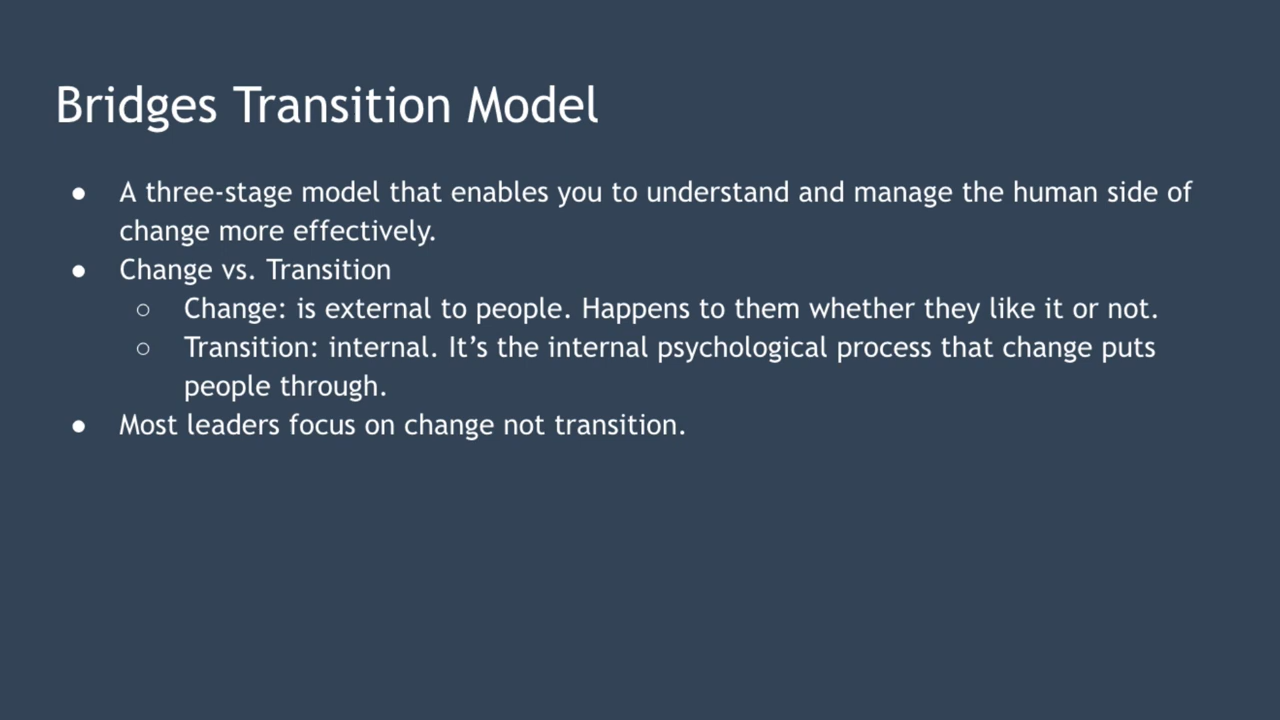 Bridges Transition Model
● A three-stage model that enables you to understand and manage the human side of
change more effectively.
● Change vs. Transition
○ Change: is external to people. Happens to them whether they like it or not.
○ Transition: internal. It’s the internal psychological process that change puts
people through.
● Most leaders focus on change not transition.